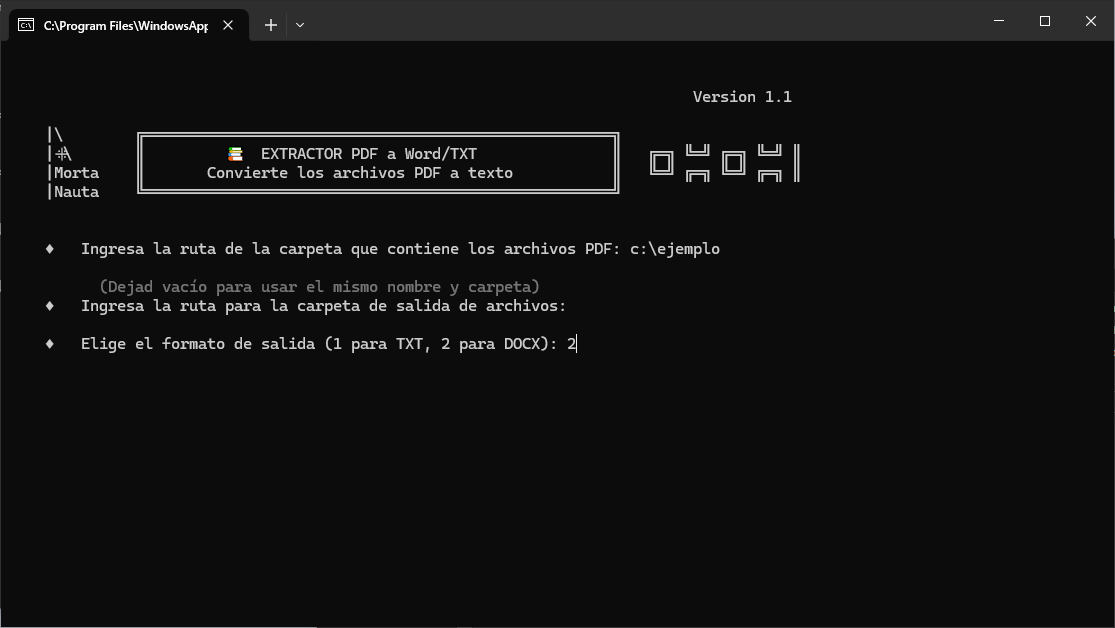 C:\Program Files\WindowsApp
Version 1.1
Morta
Nauta
EXTRACTOR PDF a Word/TXT
Convierte los archivos PDF a texto
♦ Ingresa la ruta de la carpeta que contiene los archivos PDF: c:\ejemplo
(Dejad vacío para usar el mismo nombre y carpeta)
♦ Ingresa la ruta para la carpeta de salida de archivos:
♦ Elige el formato de salida (1 para TXT, 2 para DOCX): 2